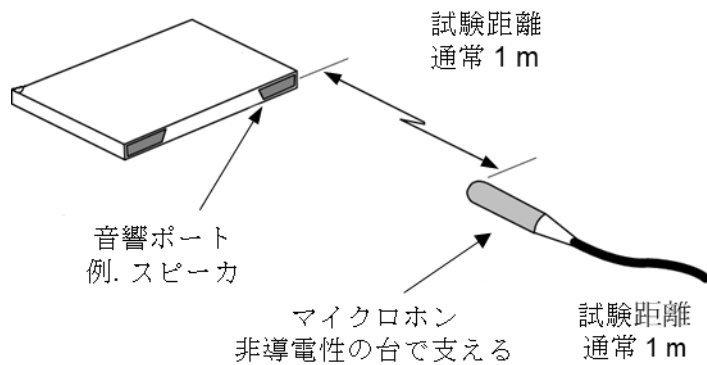 試験距離
通常 1 m
音響ポート
例. スピーカ
マイクロホン
非導電性の台で支える
試験距離
通常 1 m